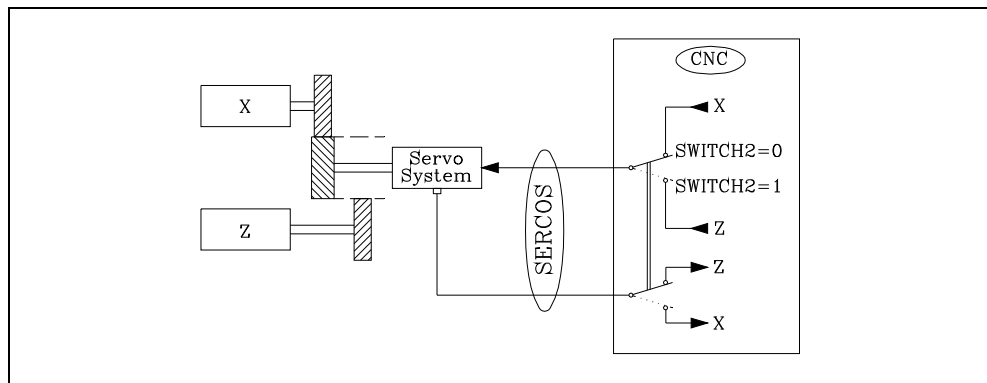 CNC
X
X
SWITCH2=0
Servo
System
SWITCH2=1
SERCOS
Z
Z
Z
X